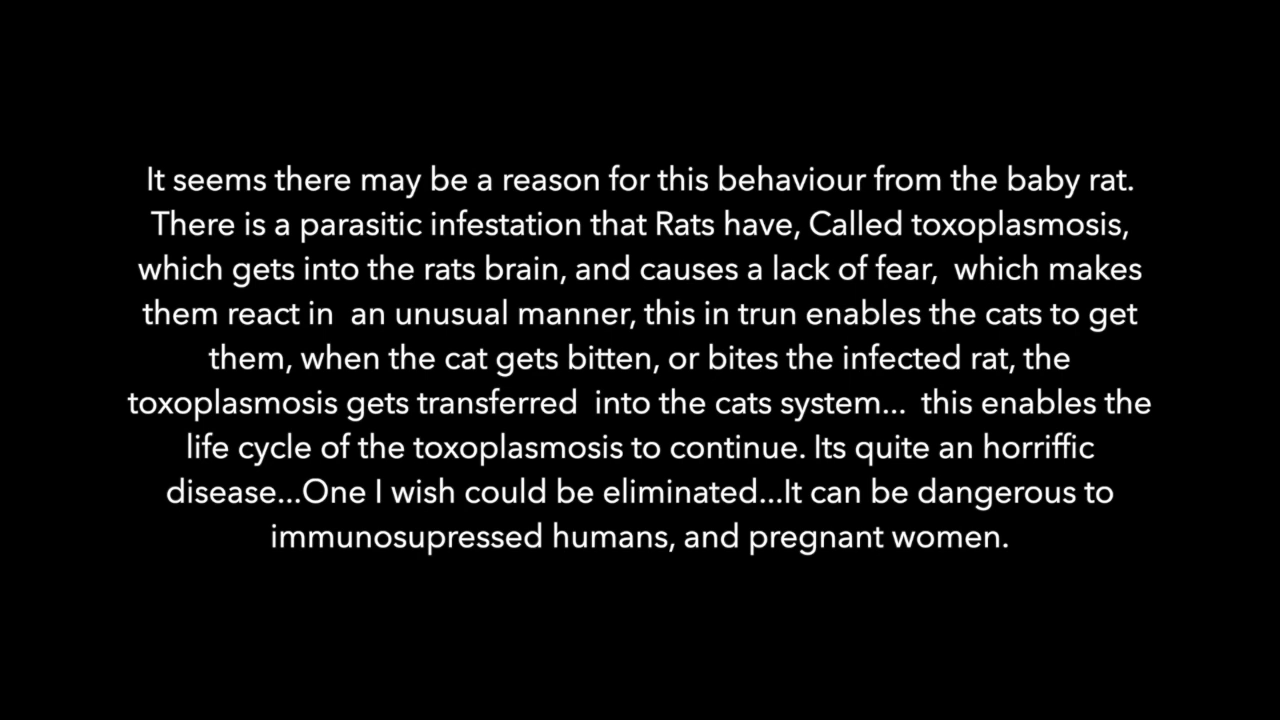 It seems there may be a reason for this behaviour from the baby rat.
There is a parasitic infestation that Rats have, Called toxoplasmosis,
which gets into the rats brain, and causes a lack of fear,  which makes
them react in  an unusual manner, this in trun enables the cats to get
them, when the cat gets bitten, or bites the infected rat, the
toxoplasmosis gets transferred  into the cats system...  this enables the
life cycle of the toxoplasmosis to continue. Its quite an horriffic
disease...One I wish could be eliminated...It can be dangerous to
immunosupressed humans, and pregnant women.